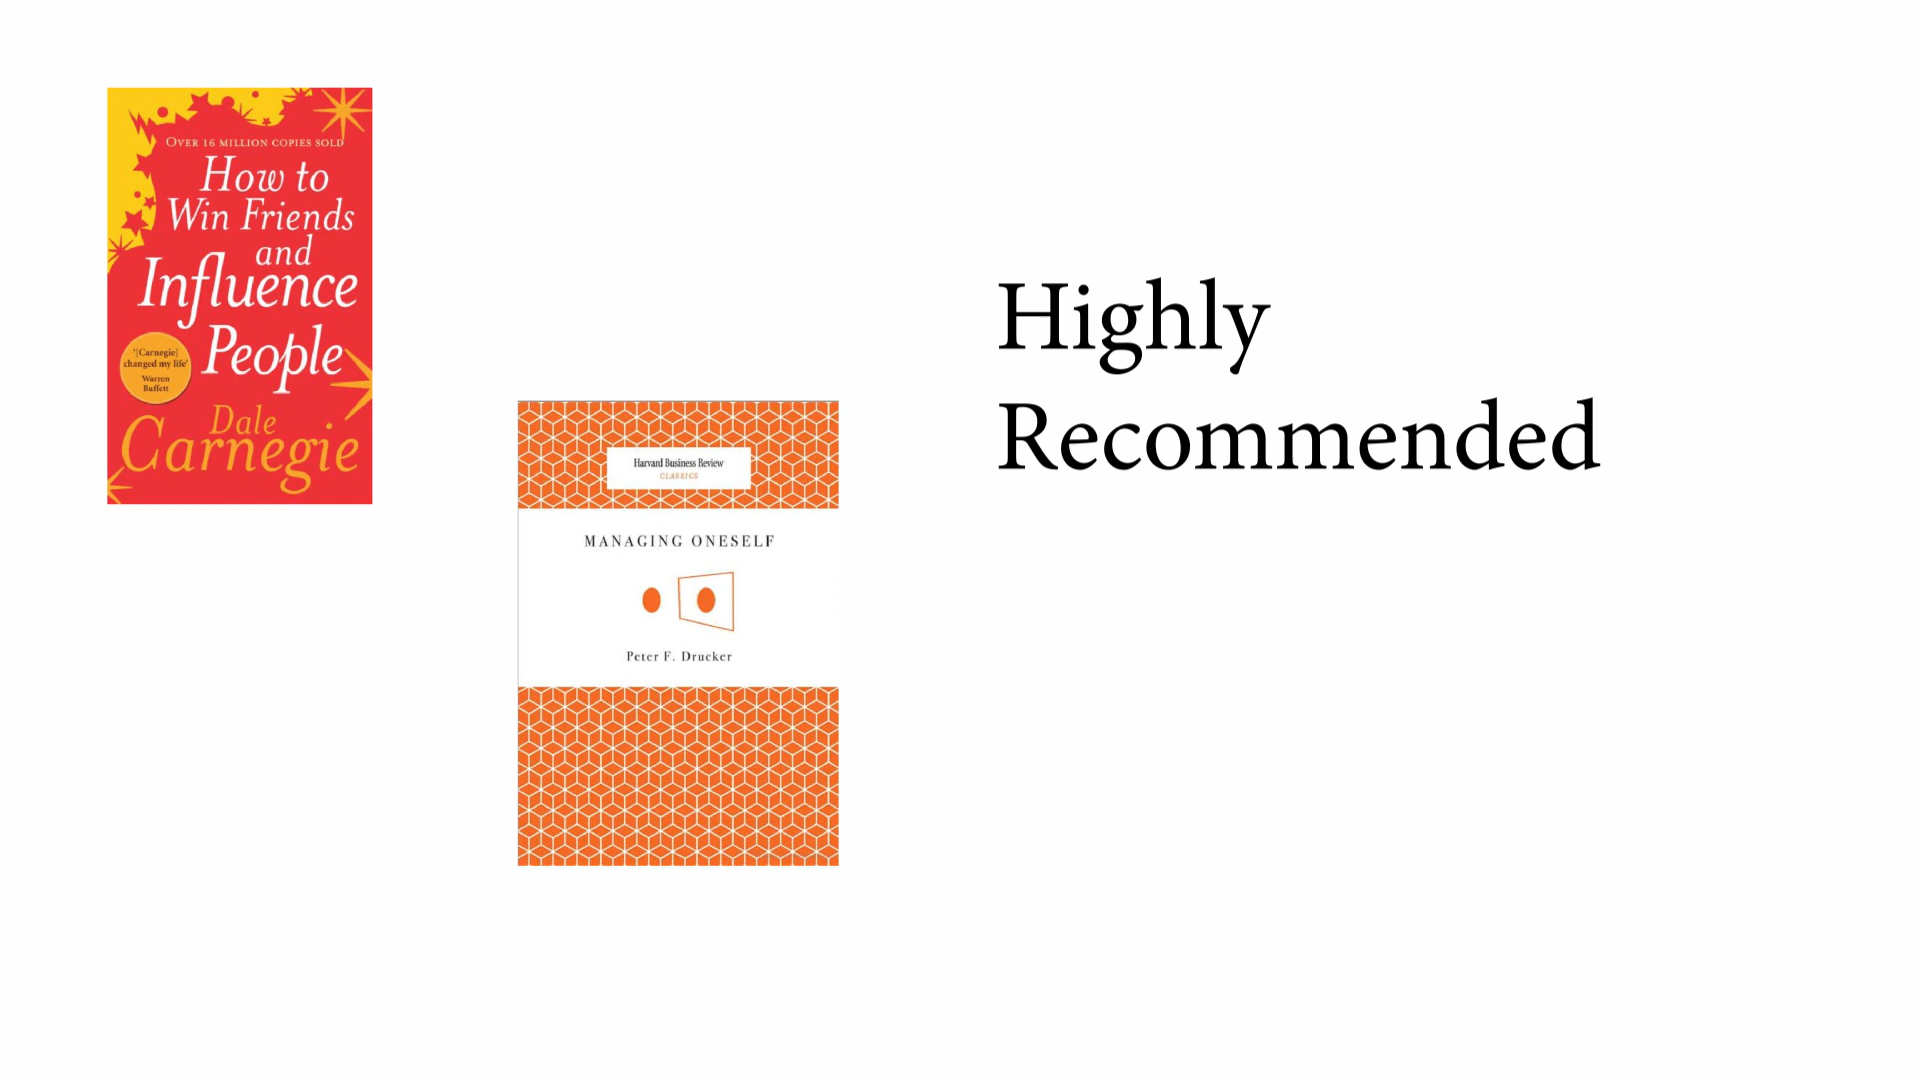 OVER 16 MILLION COPIES SOLD
How to
Win Friends
and
Influence
People
'[Carnegie]
changed my life'
Warren
Buffett
Dale
Carnegie
Harvard Business Review
CLASSICS
MANAGING ONESELF
Peter F. Drucker
Highly
Recommended